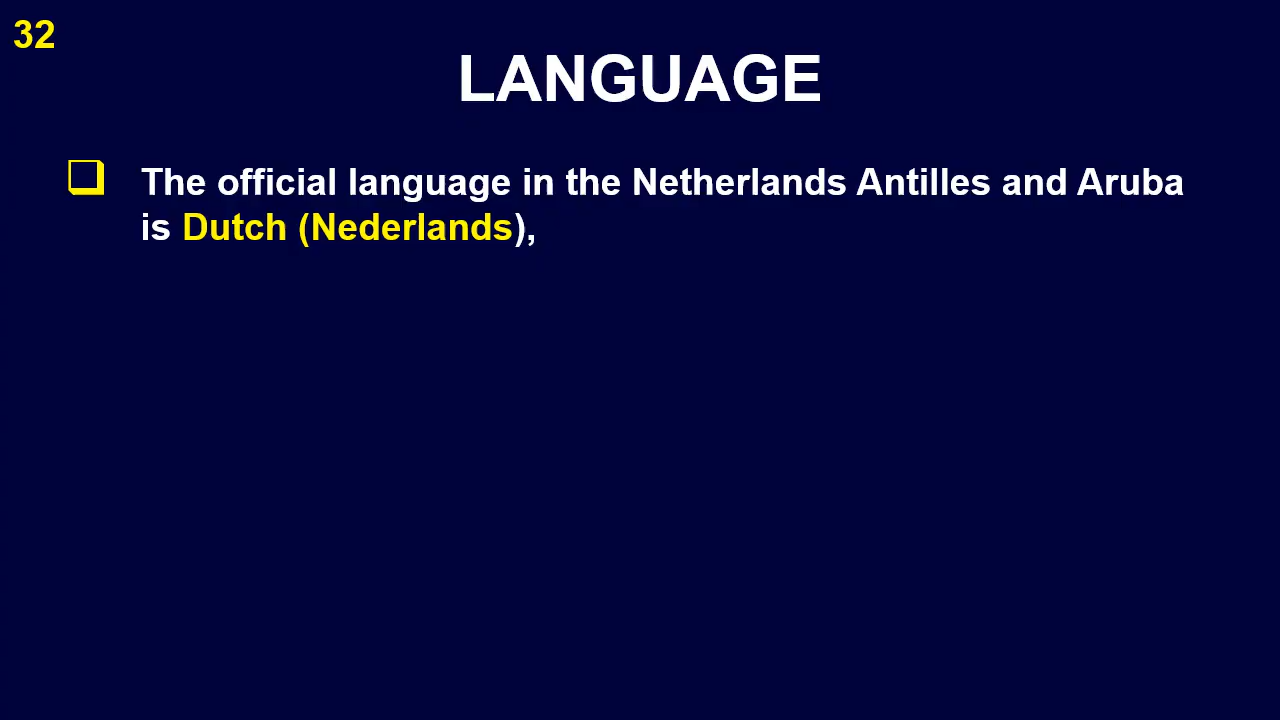 32
LANGUAGE
The official language in the Netherlands Antilles and Aruba
is Dutch (Nederlands),